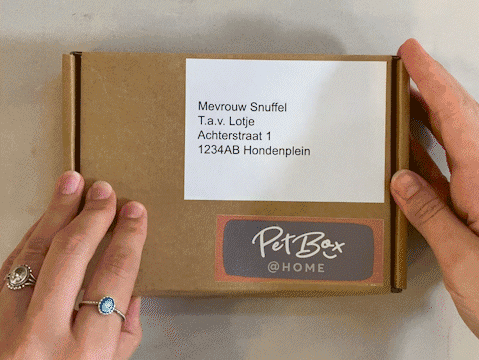 Mevrouw Snuffel
T.a.v. Lotje
Achterstraat 1
1234AB Hondenplein
PetBox
@HOME